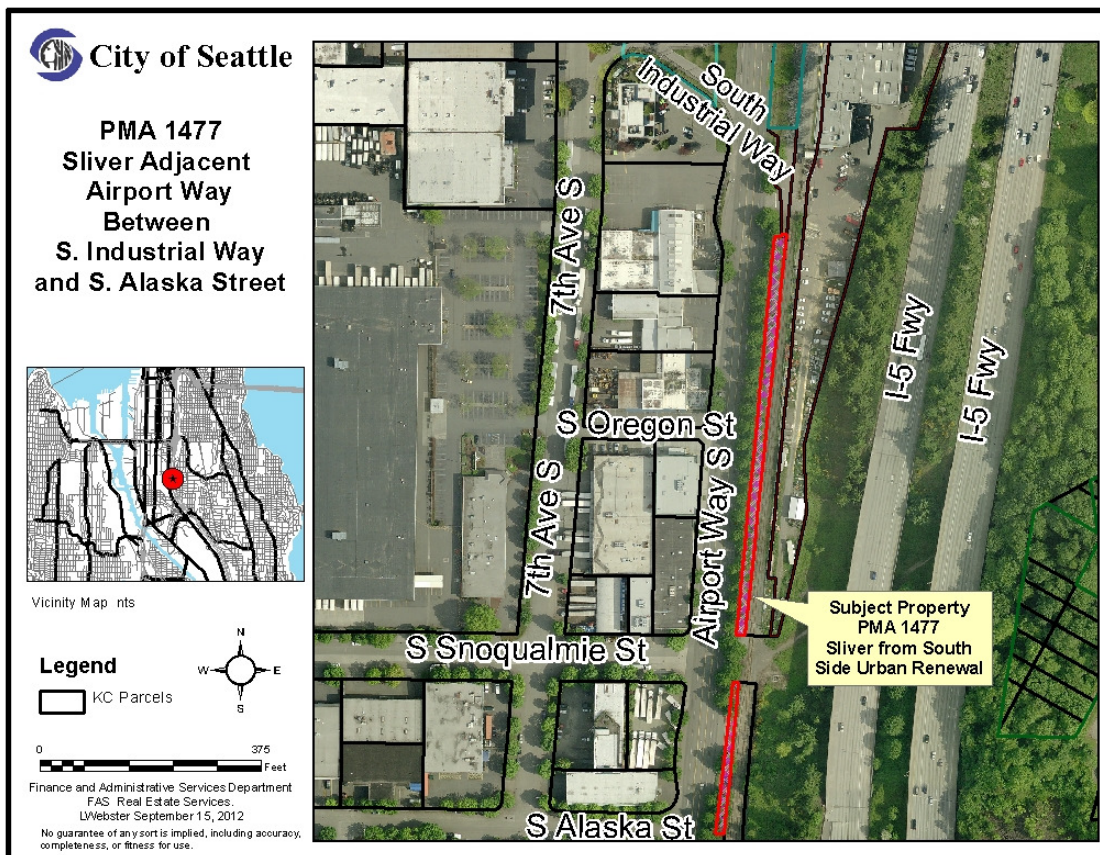 City of Seattle
PMA 1477
Sliver Adjacent
Airport Way
Between
S. Industrial Way
and S. Alaska Street
Vicinity Map nts
N
W
E
S
Legend
KC Parcels
0
375
Feet
Finance and Administrative Services Department
FAS Real Estate Services.
LWebster September 15, 2012
No guarantee of any sort is implied, including accuracy,
completeness, or fitness for use.
South
Industrial Way
7th Ave S
I-5 Fwy
I-5 Fwy
S Oregon St
7th Ave S
Airport Way S
S Snoqualmie St
Subject Property
PMA 1477
Sliver from South
Side Urban Renewal
S Alaska St